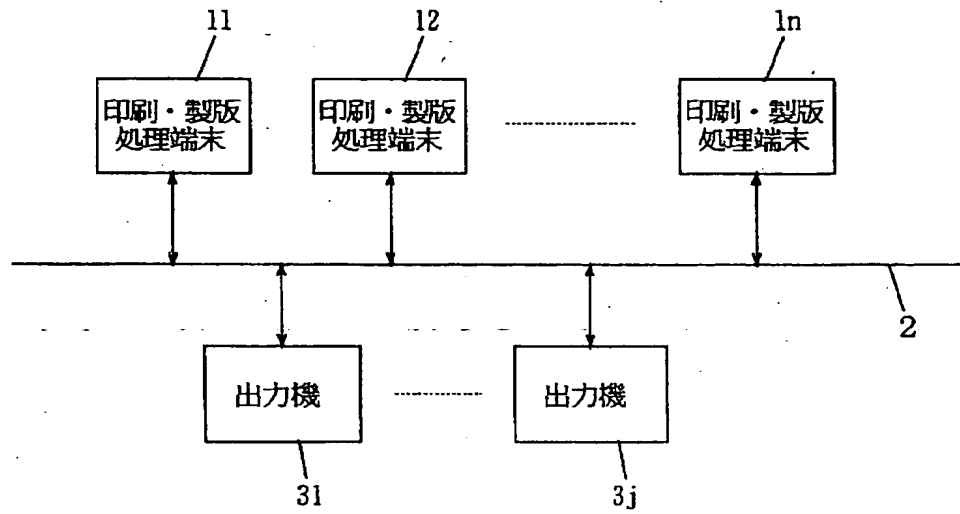 11
12
1n
印刷・製版
処理端末
印刷・製版
処理端末
印刷・製版
処理端末
2
出力機
出力機
31
3j